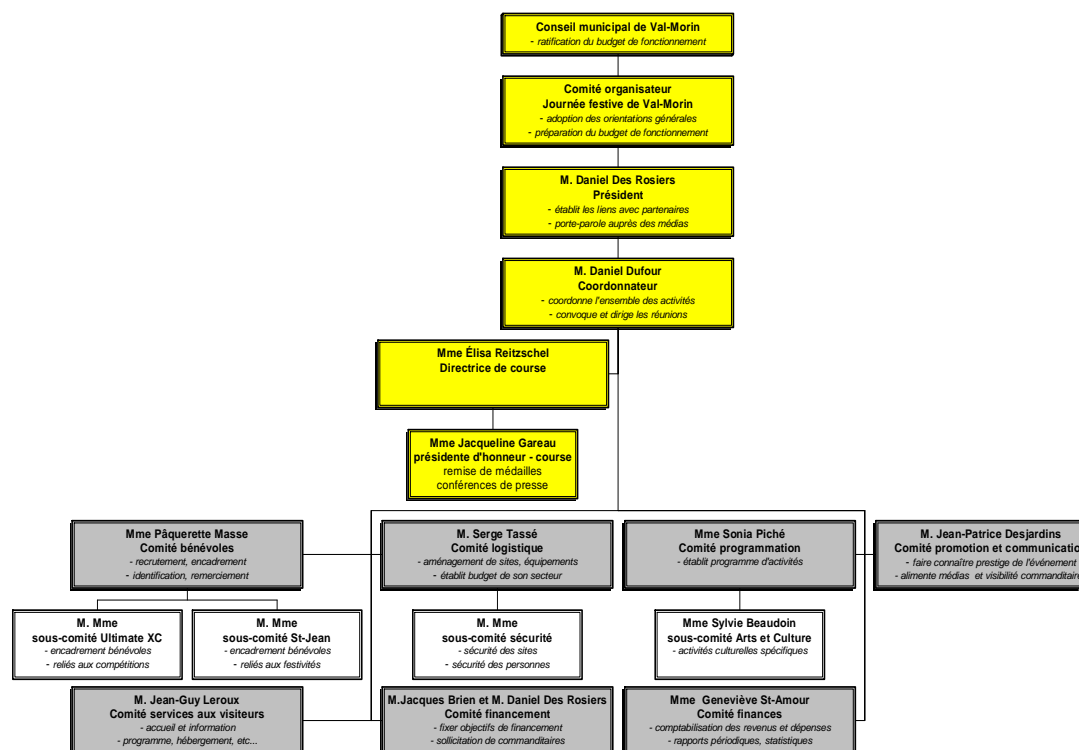 Conseil municipal de Val-Morin
- ratification du budget de fonctionnement
Comité organisateur
Journée festive de Val-Morin
- adoption des orientations générales
- préparation du budget de fonctionnement
M. Daniel Des Rosiers
Président
- établit les liens avec partenaires
- porte-parole auprès des médias
M. Daniel Dufour
Coordonnateur
- coordonne l'ensemble des activités
- convoque et dirige les réunions
Mme Élisa Reitzschel
Directrice de course
Mme Jacqueline Gareau
présidente d'honneur - course
remise de médailles
conférences de presse
Mme Pâquerette Masse
Comité bénévoles
- recrutement, encadrement
- identification, remerciement
M. Serge Tassé
Comité logistique
- aménagement de sites, équipements
- établit budget de son secteur
Mme Sonia Piché
Comité programmation
- établit programme d'activités
M. Jean-Patrice Desjardins
Comité promotion et communicatio
- faire connaître prestige de l'événement
- alimente médias et visibilité commanditair
M. Mme
sous-comité Ultimate XC
- encadrement bénévoles
- reliés aux compétitions
M. Mme
sous-comité St-Jean
- encadrement bénévoles
- reliés aux festivités
M. Mme
sous-comité sécurité
- sécurité des sites
- sécurité des personnes
Mme Sylvie Beaudoin
sous-comité Arts et Culture
- activités culturelles spécifiques
M. Jean-Guy Leroux
Comité services aux visiteurs
- accueil et information
- programme, hébergement, etc...
M.Jacques Brien et M. Daniel Des Rosiers
Comité financement
- fixer objectifs de financement
- sollicitation de commanditaires
Mme Geneviève St-Amour
Comité finances
- comptabilisation des revenus et dépenses
- rapports périodiques, statistiques